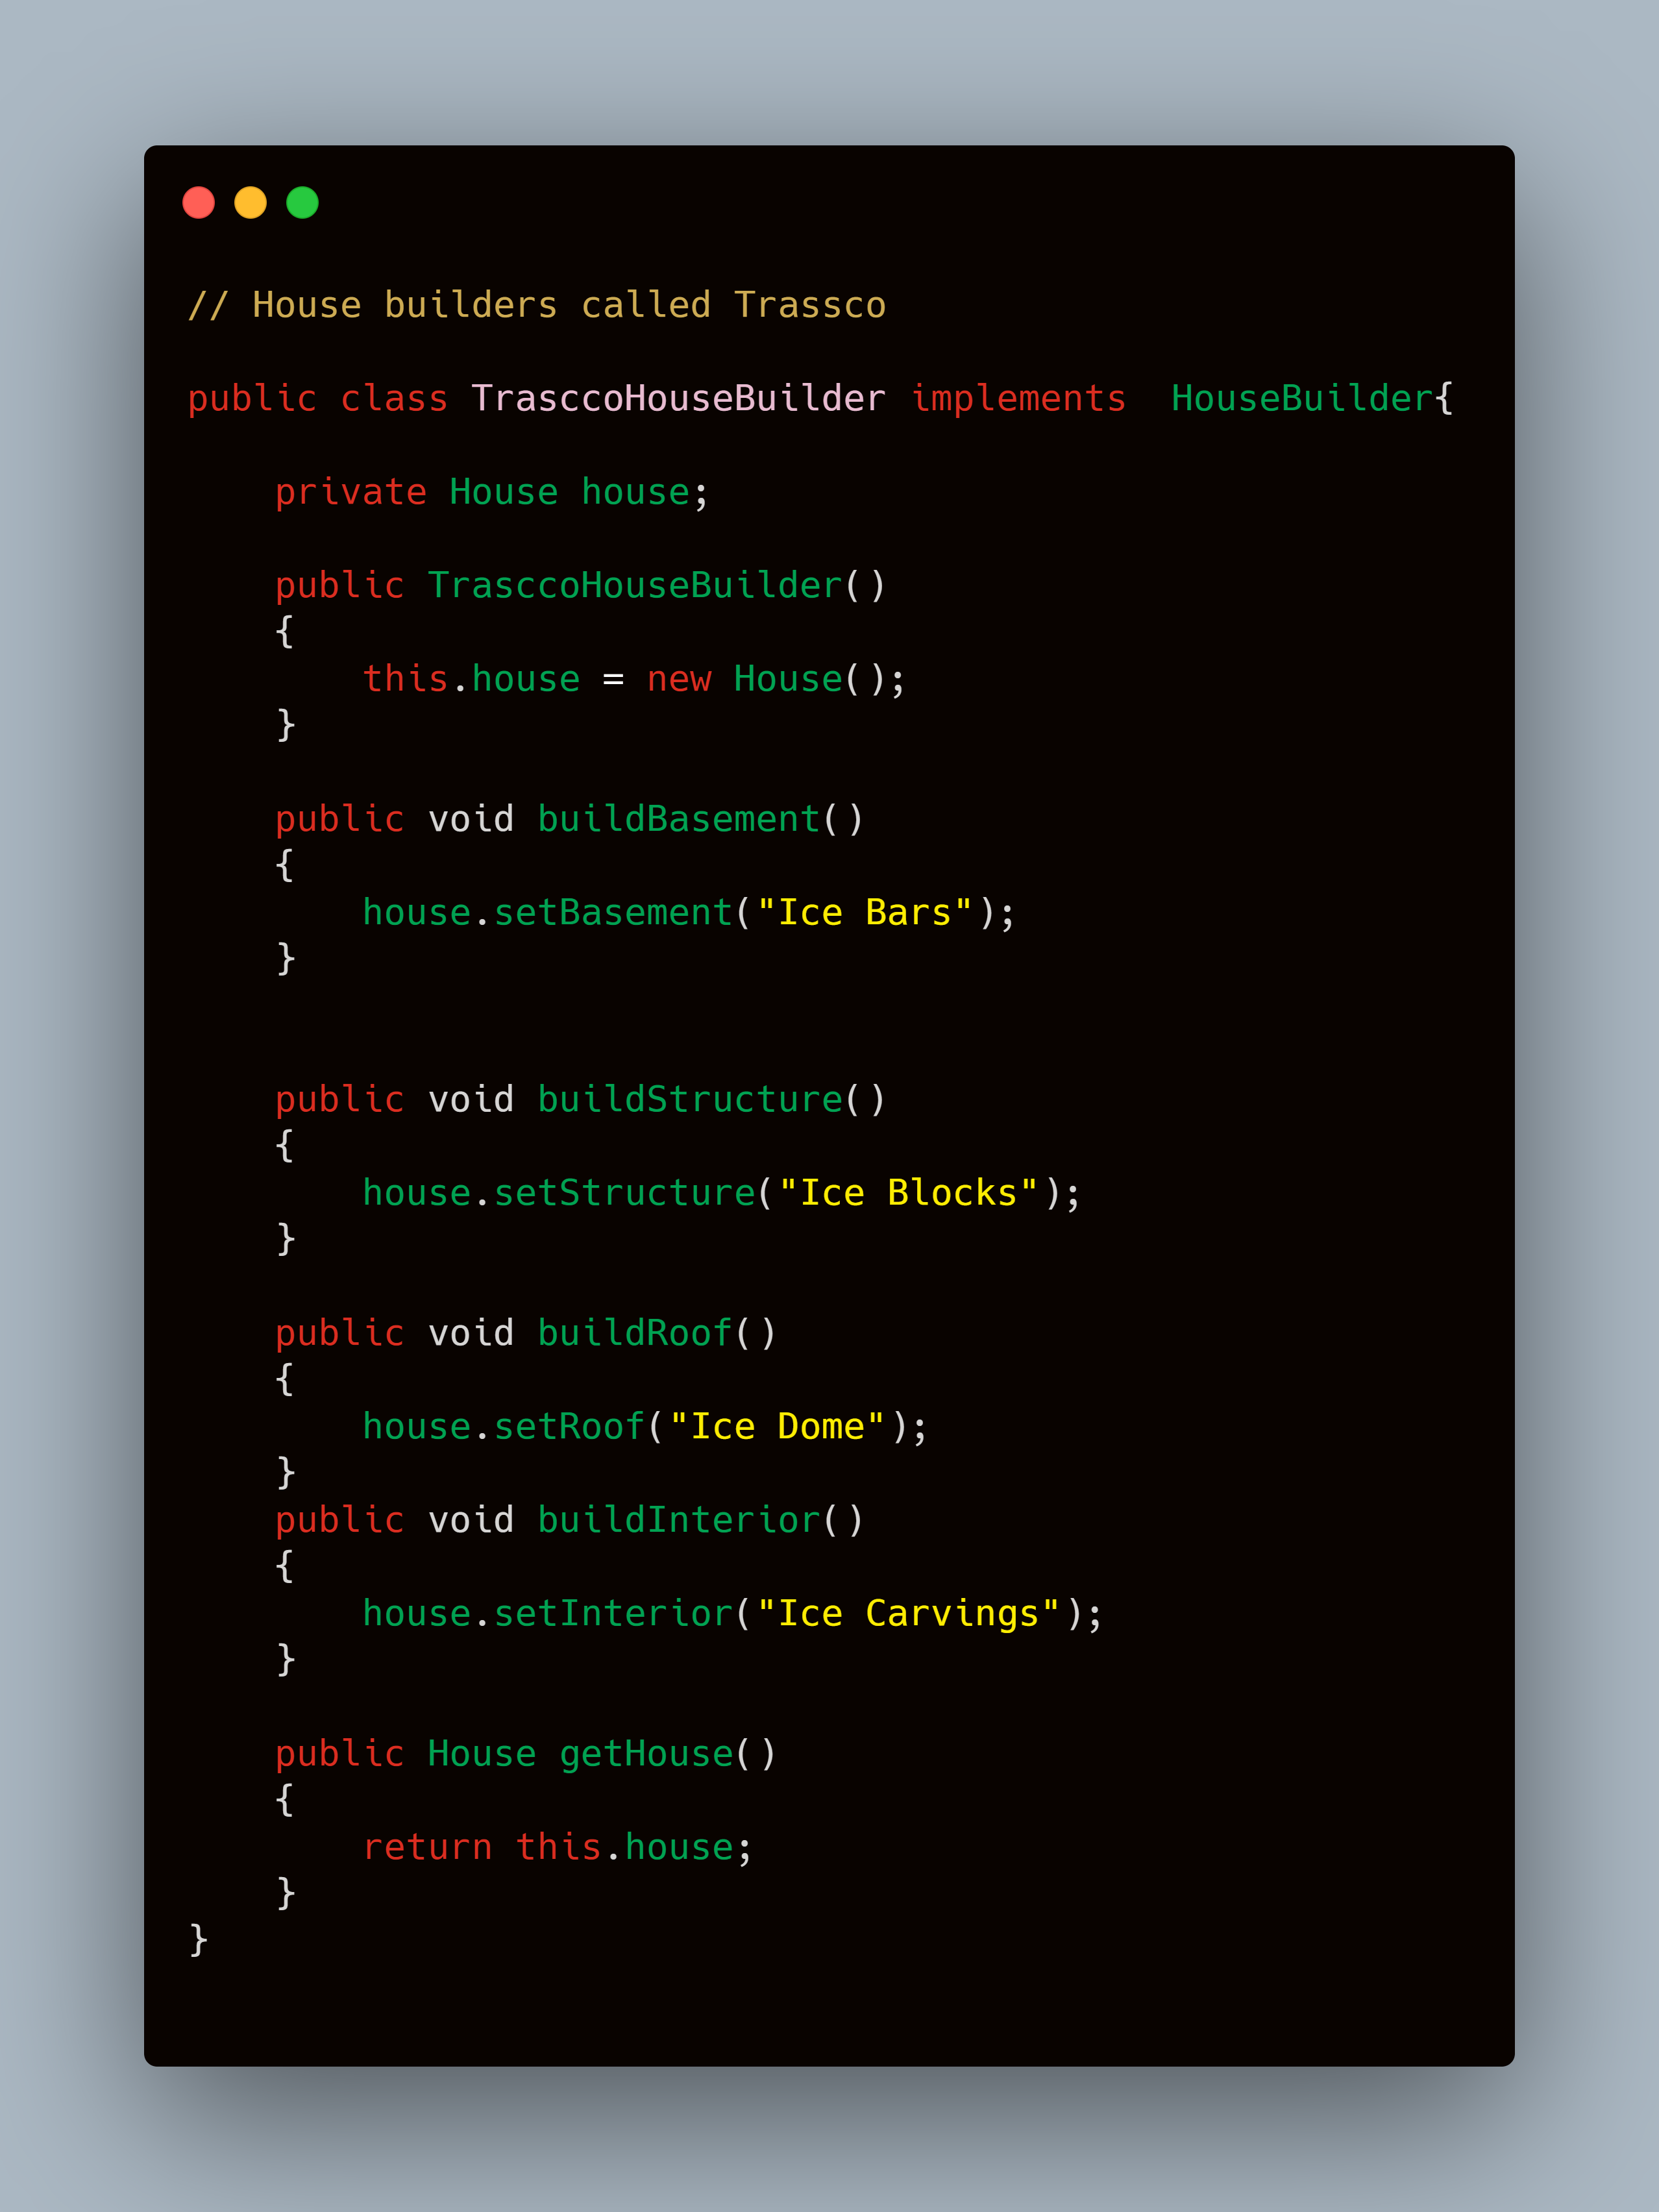 // House builders called Trassco
public class TrasccoHouseBuilder implements  HouseBuilder{
    private House house;
    public TrasccoHouseBuilder()
    {
        this.house = new House();
    }
    public void buildBasement()
    {
        house.setBasement("Ice Bars");
    }
    public void buildStructure()
    {
        house.setStructure("Ice Blocks");
    }
    public void buildRoof()
    {
        house.setRoof("Ice Dome");
    }
    public void buildInterior()
    {
        house.setInterior("Ice Carvings");
    }
    public House getHouse()
    {
        return this.house;
    }
}